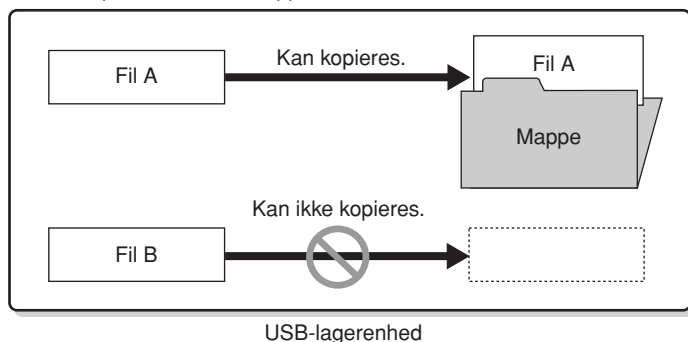 Kan kopieres.
Fil A
Fil A
Mappe
Kan ikke kopieres.
Fil B
USB-lagerenhed